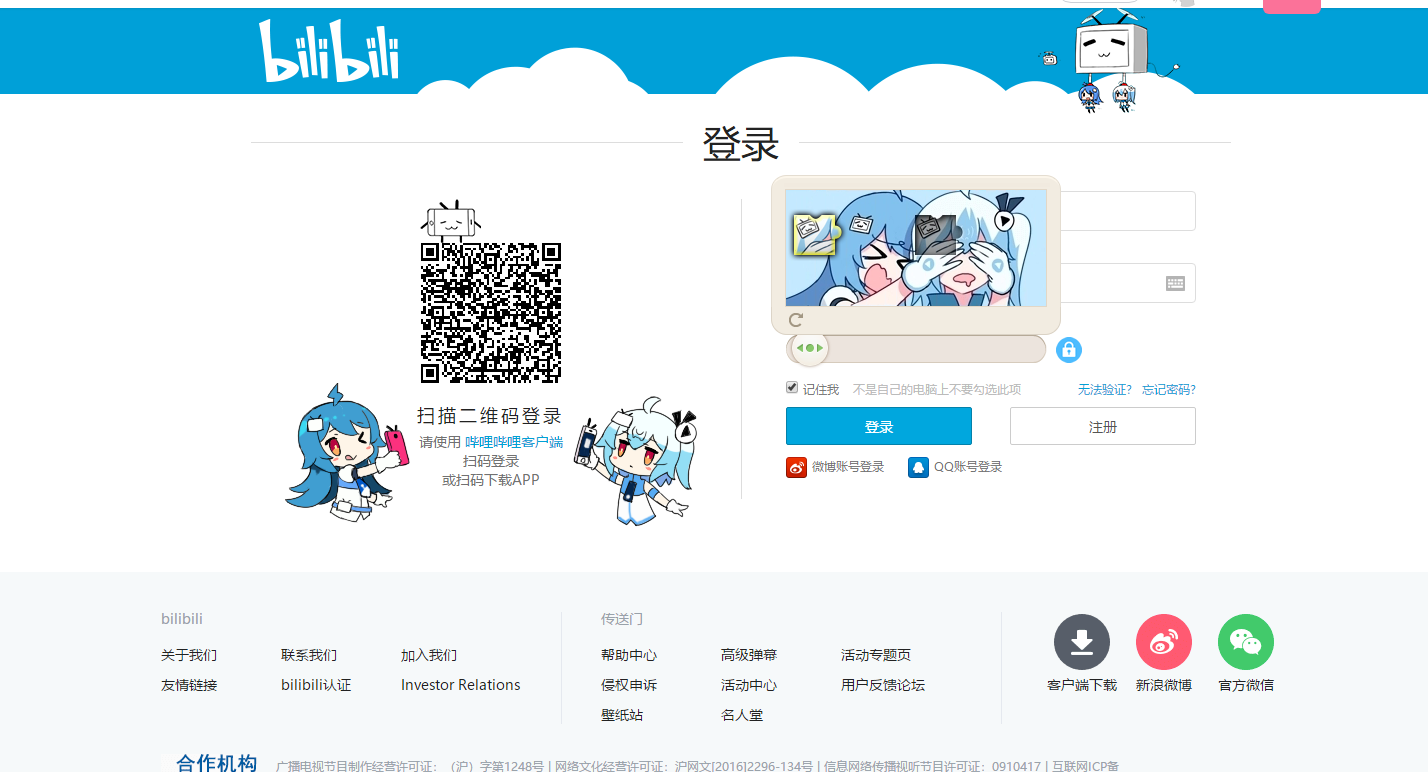 bilibili
登录
扫描二维码登录
请使用 哔哩哔哩客户端
扫码登录
或扫码下载APP
记住我 不是自己的电脑上不要勾选此项 无法验证? 忘记密码?
登录 注册
微博账号登录 QQ账号登录
bilibili
关于我们 联系我们 加入我们
友情链接 bilibili认证 Investor Relations
传送门
帮助中心 高级弹幕 活动专题页
侵权申诉 活动中心 用户反馈论坛
壁纸站 名人堂
客户端下载 新浪微博 官方微信
合作机构 广播电视节目制作经营许可证：（沪）字第1248号 | 网络文化经营许可证：沪网文[2016]2296-134号 | 信息网络传播视听节目许可证：0910417 | 互联网ICP备